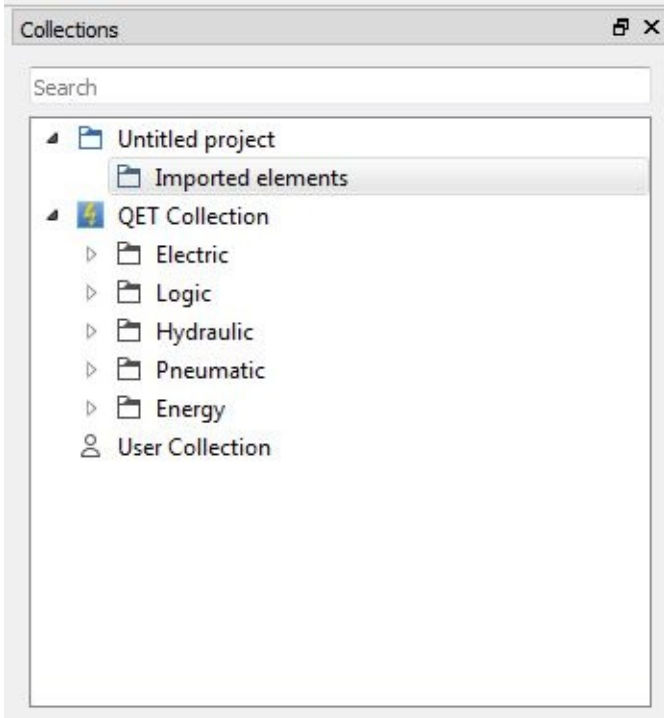 Collections
Search
Untitled project
Imported elements
QET Collection
Electric
Logic
Hydraulic
Pneumatic
Energy
User Collection